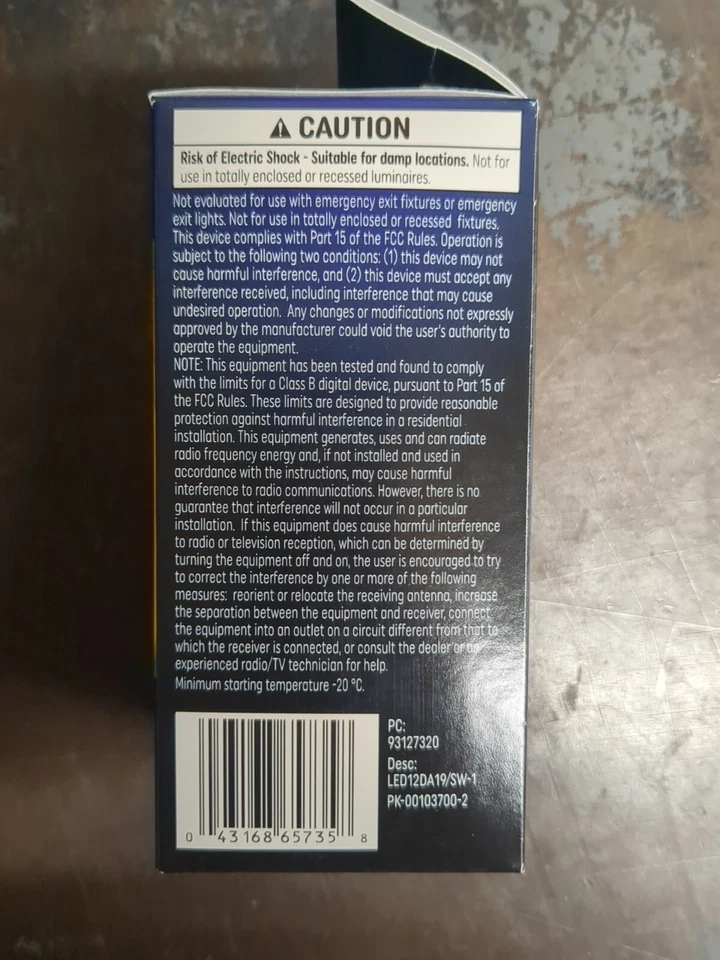 ⚠ CAUTION
Risk of Electric Shock - Suitable for damp locations. Not for
use in totally enclosed or recessed luminaires.
Not evaluated for use with emergency exit fixtures or emergency
exit lights. Not for use in totally enclosed or recessed fixtures.
This device complies with Part 15 of the FCC Rules. Operation is
subject to the following two conditions: (1) this device may not
cause harmful interference, and (2) this device must accept any
interference received, including interference that may cause
undesired operation. Any changes or modifications not expressly
approved by the manufacturer could void the user's authority to
operate the equipment.
NOTE: This equipment has been tested and found to comply
with the limits for a Class B digital device, pursuant to Part 15 of
the FCC Rules. These limits are designed to provide reasonable
protection against harmful interference in a residential
installation. This equipment generates, uses and can radiate
radio frequency energy and, if not installed and used in
accordance with the instructions, may cause harmful
interference to radio communications. However, there is no
guarantee that interference will not occur in a particular
installation. If this equipment does cause harmful interference
to radio or television reception, which can be determined by
turning the equipment off and on, the user is encouraged to try
to correct the interference by one or more of the following
measures: reorient or relocate the receiving antenna, increase
the separation between the equipment and receiver, connect
the equipment into an outlet on a circuit different from that to
which the receiver is connected, or consult the dealer or an
experienced radio/TV technician for help.
Minimum starting temperature -20 °C.
PC:
93127320
Desc:
LED12DA19/SW-1
PK-00103700-2
0 43168 65735 8